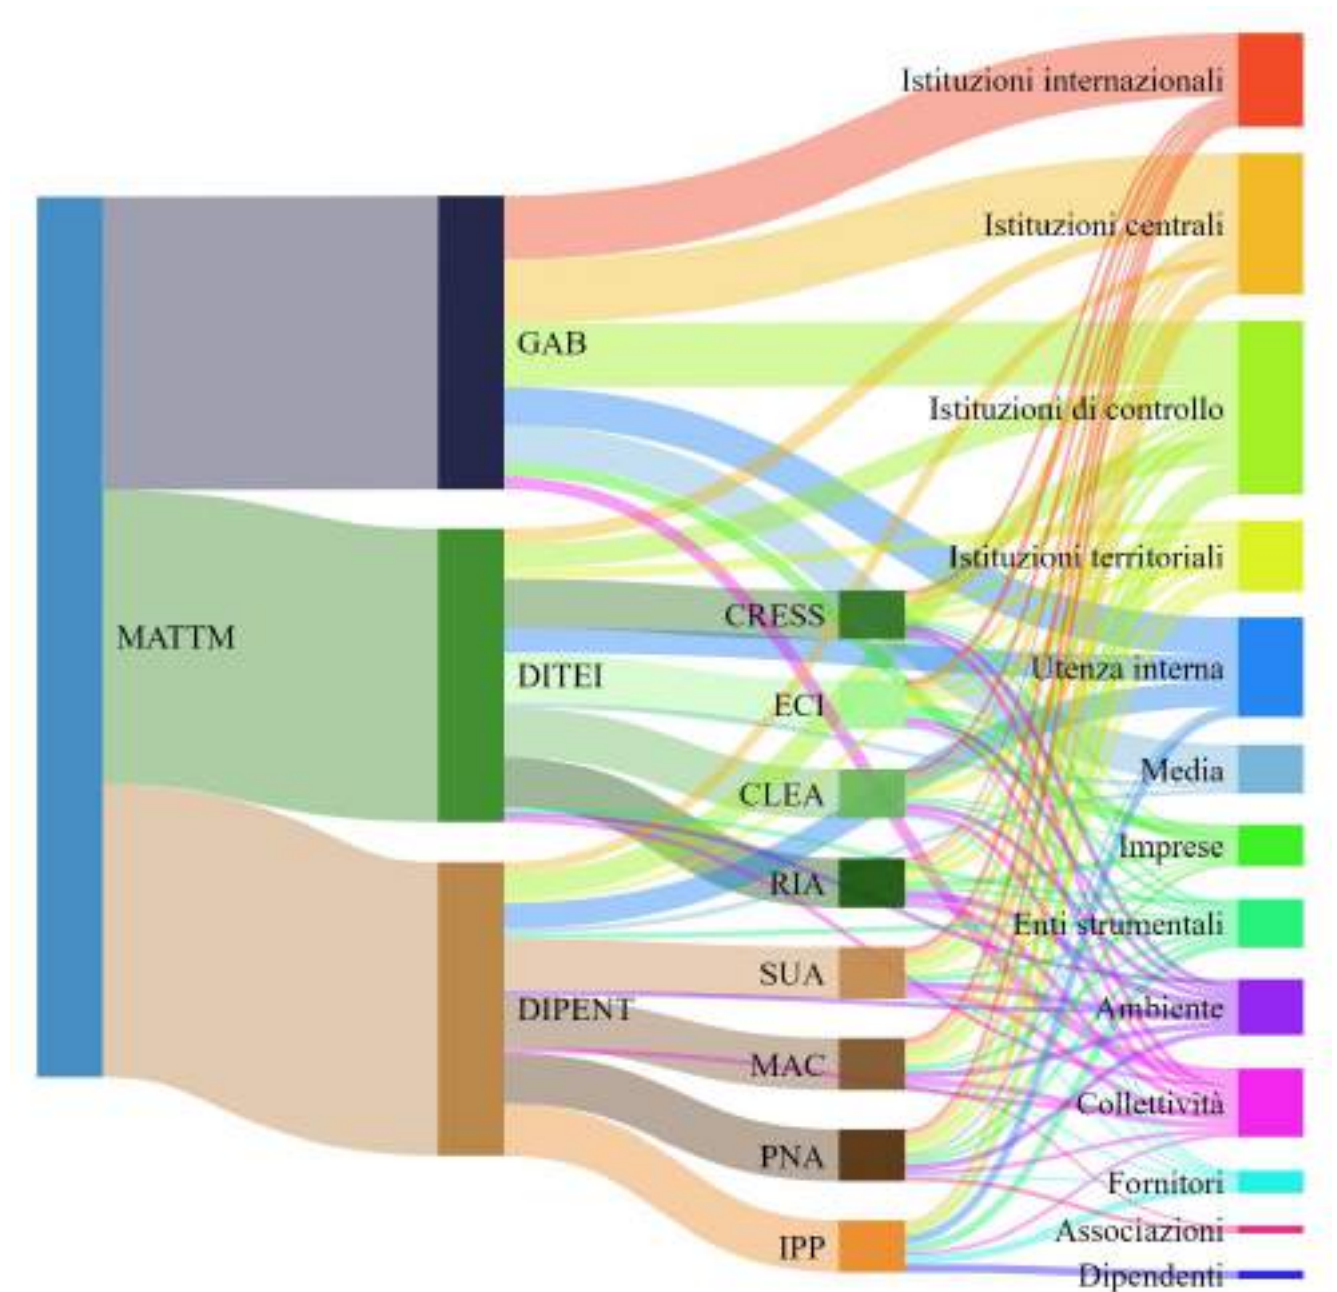 Istituzioni internazionali
Istituzioni centrali
GAB
Istituzioni di controllo
Istituzioni territoriali
CRESS
MATTM
DITEI
Utenza interna
ECI
Media
CLEA
Imprese
RIA
Enti strumentali
SUA
DIPENT
Ambiente
MAC
Collettività
PNA
Fornitori
Associazioni
IPP
Dipendenti